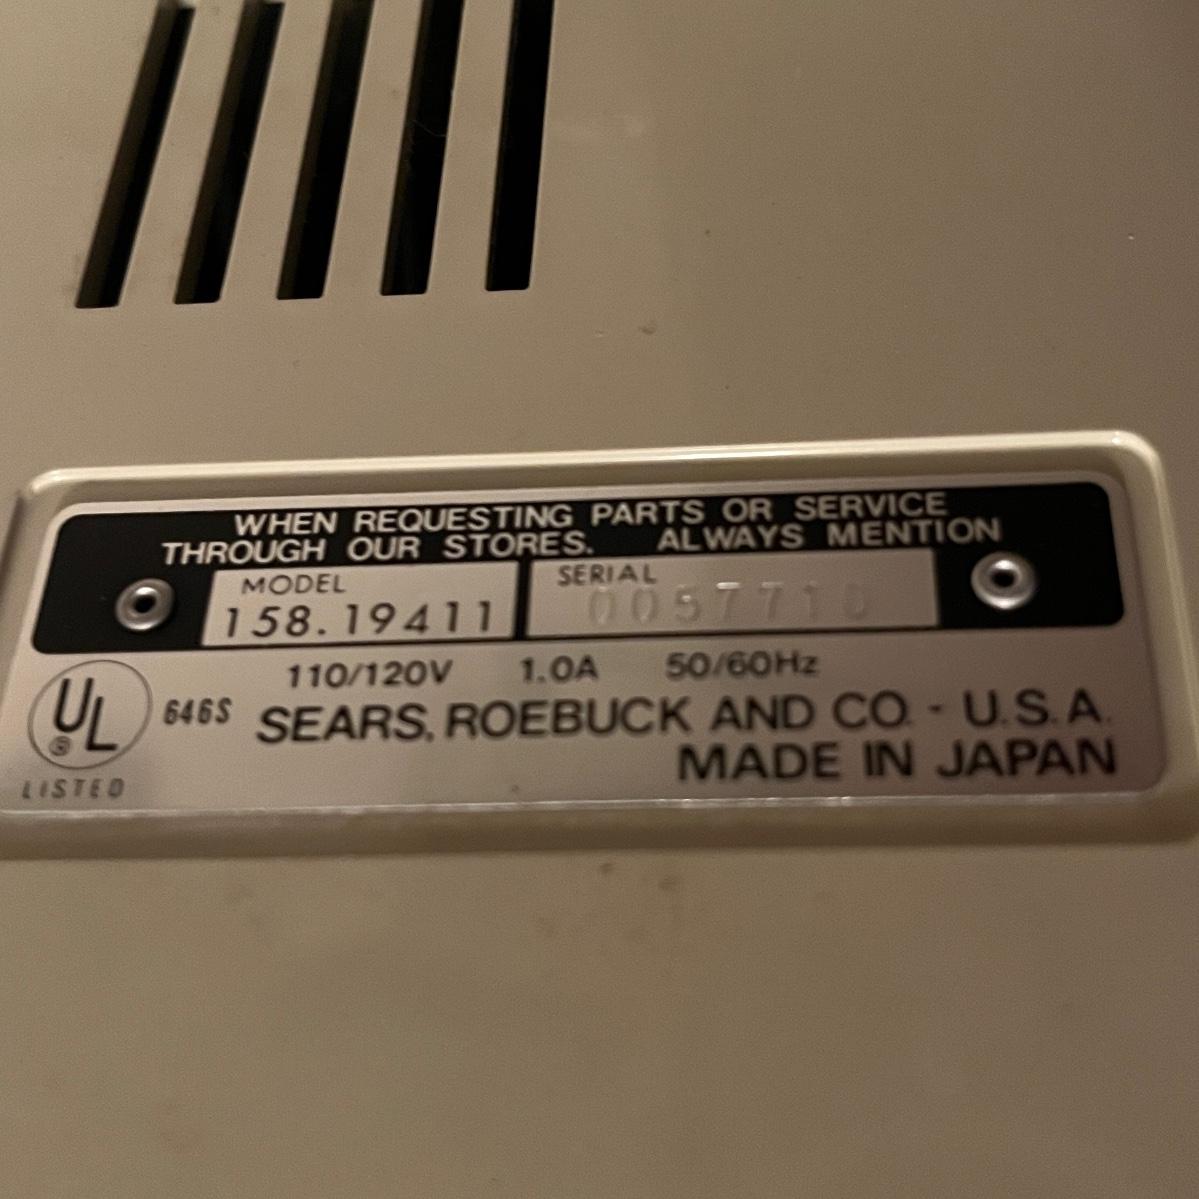 WHEN REQUESTING PARTS OR SERVICE
THROUGH OUR STORES. ALWAYS MENTION
MODEL
158.19411
SERIAL
0057710
110/120V 1.0A 50/60Hz
UL
®
LISTED
646S
SEARS, ROEBUCK AND CO. - U.S.A.
MADE IN JAPAN